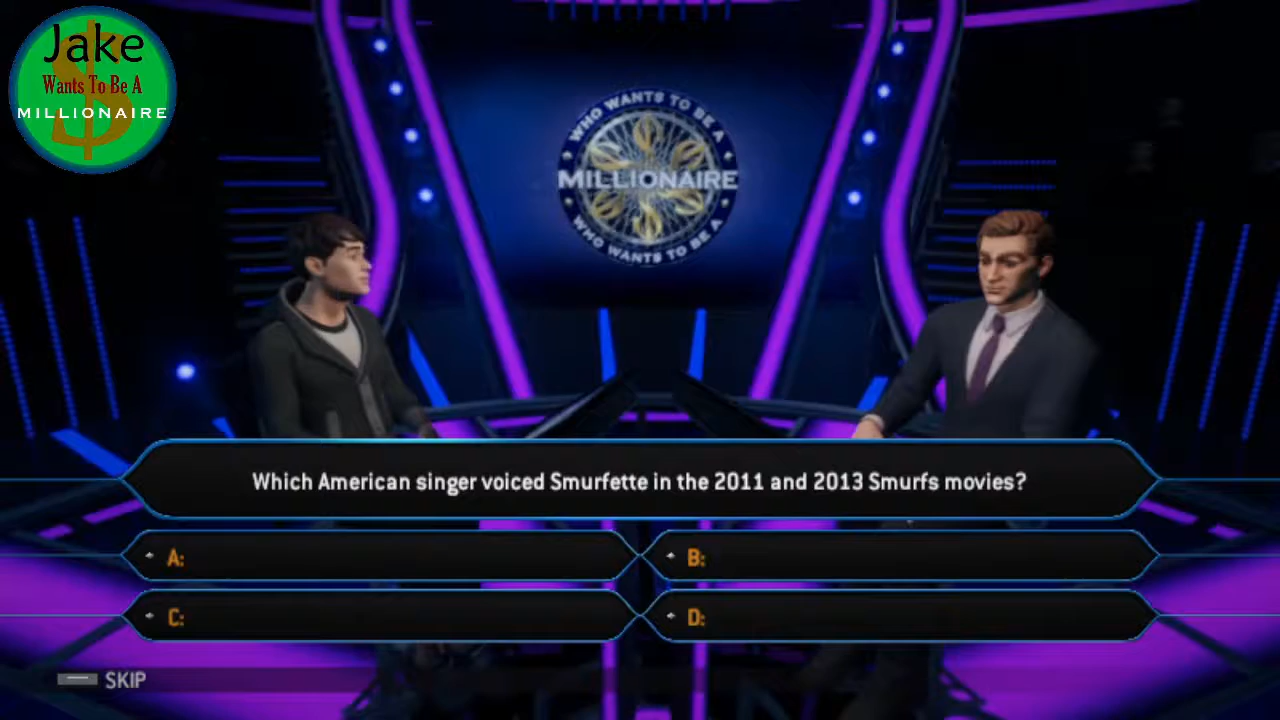 Jake
Wants To Be A
MILLIONAIRE
WHO WANTS TO BE A
MILLIONAIRE
WHO WANTS TO BE A
Which American singer voiced Smurfette in the 2011 and 2013 Smurfs movies?
A:
B:
C:
D:
SKIP